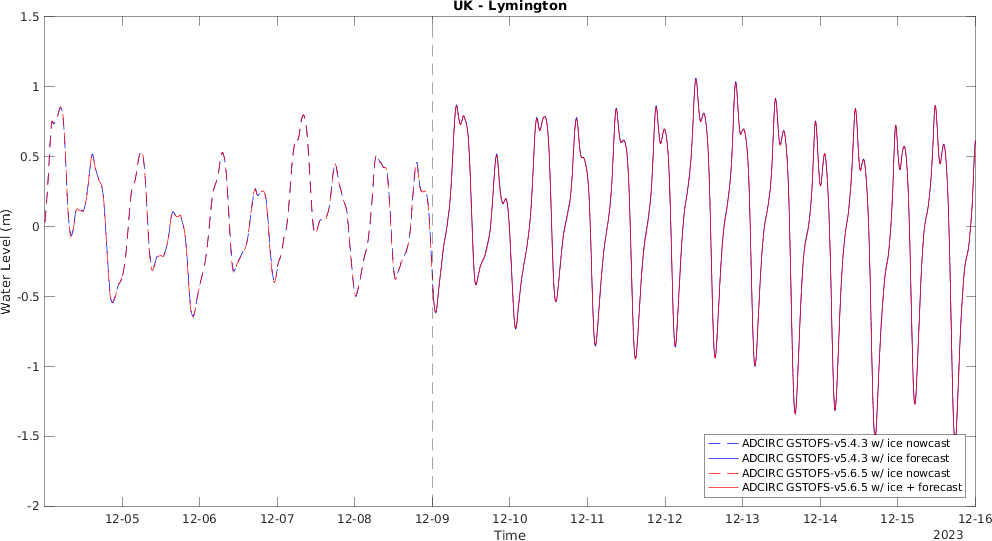 UK - Lymington
1.5
1
0.5
0
-0.5
-1
-1.5
-2
Water Level (m)
12-05 12-06 12-07 12-08 12-09 12-10 12-11 12-12 12-13 12-14 12-15 12-16
Time
2023
ADCIRC GSTOFS-v5.4.3 w/ ice nowcast
ADCIRC GSTOFS-v5.4.3 w/ ice forecast
ADCIRC GSTOFS-v5.6.5 w/ ice nowcast
ADCIRC GSTOFS-v5.6.5 w/ ice + forecast